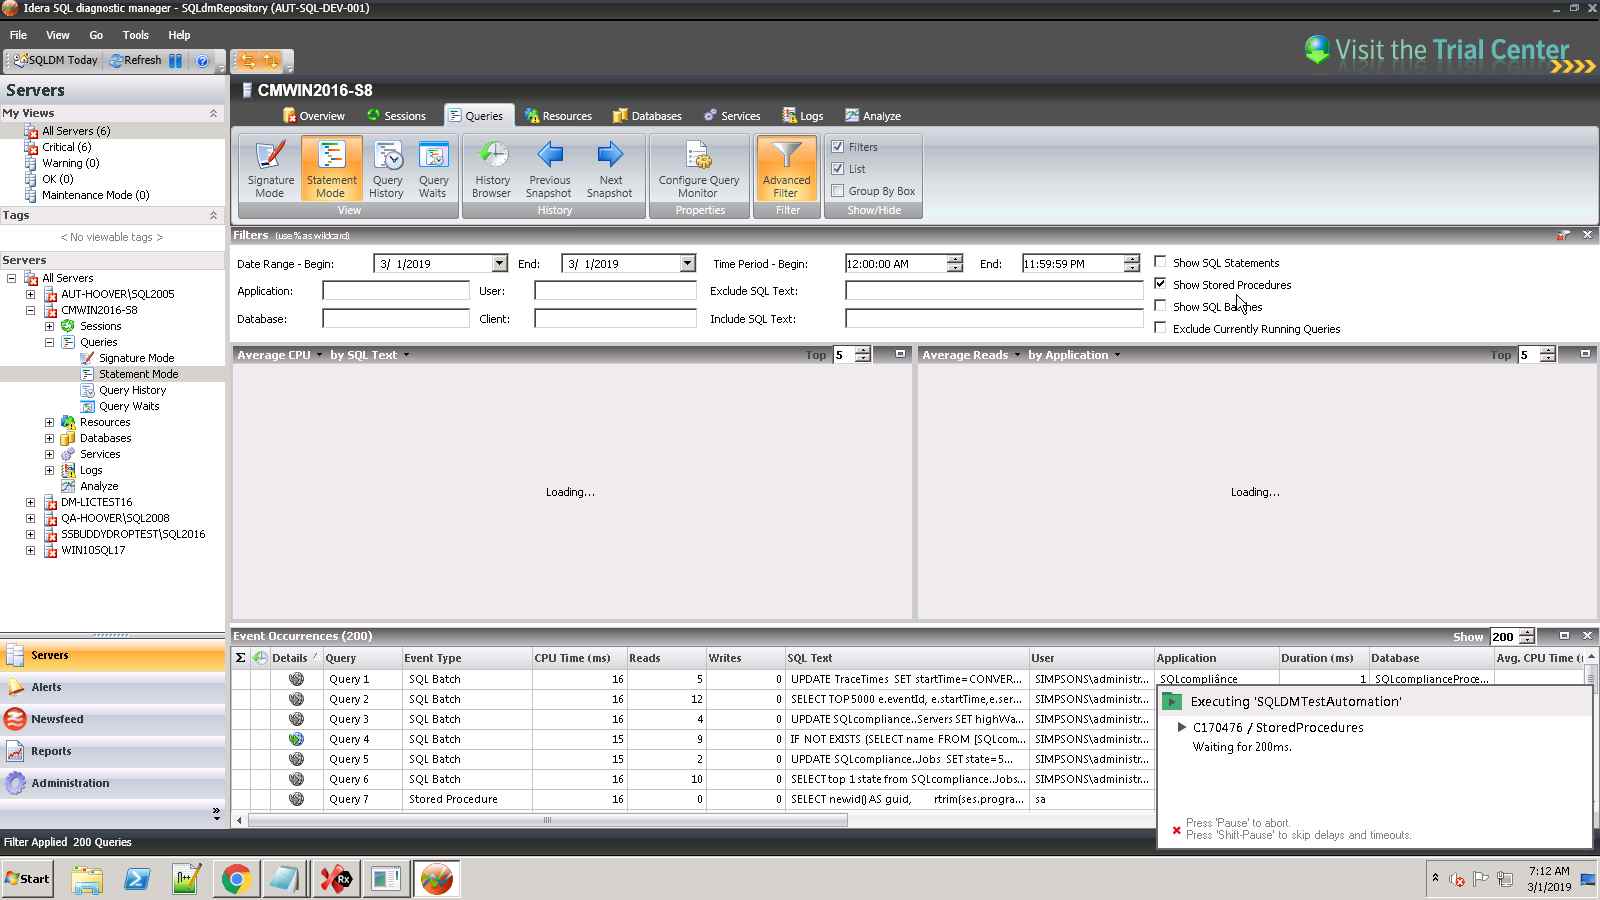 Idera SQL diagnostic manager - SQLdmRepository (AUT-SQL-DEV-001)
File View Go Tools Help
SQLDM Today Refresh
Visit the Trial Center
Servers
My Views
All Servers (6)
Critical (6)
Warning (0)
OK (0)
Maintenance Mode (0)
Tags
< No viewable tags >
Servers
All Servers
AUT-HOOVER\SQL2005
CMWIN2016-S8
Sessions
Queries
Signature Mode
Statement Mode
Query History
Query Waits
Resources
Databases
Services
Logs
Analyze
DM-LICTEST16
QA-HOOVER\SQL2008
SSBUDDYDROPTEST\SQL2016
WIN10SQL17
Servers
Alerts
Newsfeed
Reports
Administration
CMWIN2016-S8
Overview Sessions Queries Resources Databases Services Logs Analyze
Signature Mode
Statement Mode
Query History
Query Waits
View
History Browser
Previous Snapshot
Next Snapshot
History
Configure Query Monitor
Properties
Advanced Filter
Filter
Filters
List
Group By Box
Show/Hide
Filters (use % as wildcard)
Date Range - Begin: 3/ 1/2019 End: 3/ 1/2019 Time Period - Begin: 12:00:00 AM End: 11:59:59 PM Show SQL Statements
Application: User: Exclude SQL Text: Show Stored Procedures
Database: Client: Include SQL Text: Show SQL Batches
Exclude Currently Running Queries
Average CPU by SQL Text Top 5
Average Reads by Application Top 5
Loading...
Loading...
Event Occurrences (200) Show 200
Σ Details Query Event Type CPU Time (ms) Reads Writes SQL Text User Application Duration (ms) Database Avg. CPU Time (
Query 1 SQL Batch 16 5 0 UPDATE TraceTimes SET startTime=CONVER... SIMPSONS\administr... SQLcompliance 1 SQLcomplianceProce...
Query 2 SQL Batch 16 12 0 SELECT TOP 5000 e.eventId, e.startTime,e.ser... SIMPSONS\administr...
Query 3 SQL Batch 16 4 0 UPDATE SQLcompliance..Servers SET highWa... SIMPSONS\administr...
Query 4 SQL Batch 15 9 0 IF NOT EXISTS (SELECT name FROM [SQLcom... SIMPSONS\administr...
Query 5 SQL Batch 15 2 0 UPDATE SQLcompliance..Jobs SET state=5... SIMPSONS\administr...
Query 6 SQL Batch 16 10 0 SELECT top 1 state from SQLcompliance..Jobs... SIMPSONS\administr...
Query 7 Stored Procedure 16 0 0 SELECT newid() AS guid, rtrim(ses.progra... sa
Executing 'SQLDMTestAutomation'
C170476 / StoredProcedures
Waiting for 200ms.
Press 'Pause' to abort.
Press 'Shift-Pause' to skip delays and timeouts.
Filter Applied 200 Queries
Start
Rx
7:12 AM
3/1/2019